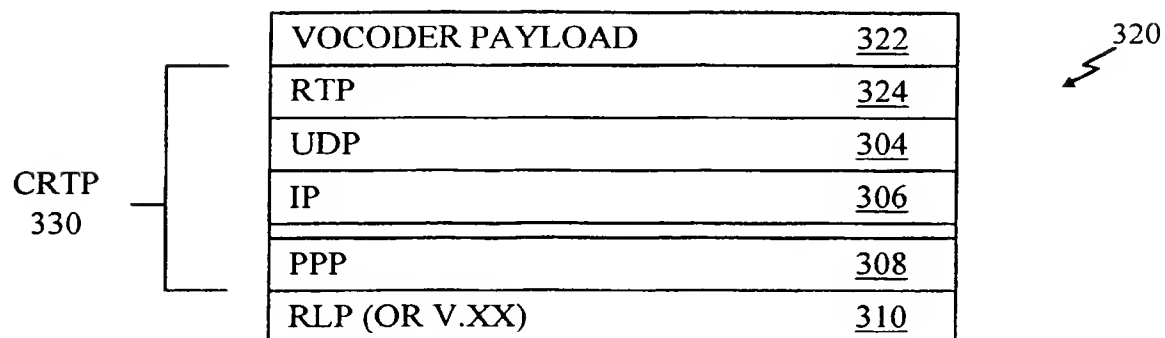 VOCODER PAYLOAD 322
320
RTP 324
UDP 304
CRTP
330
IP 306
PPP 308
RLP (OR V.XX) 310